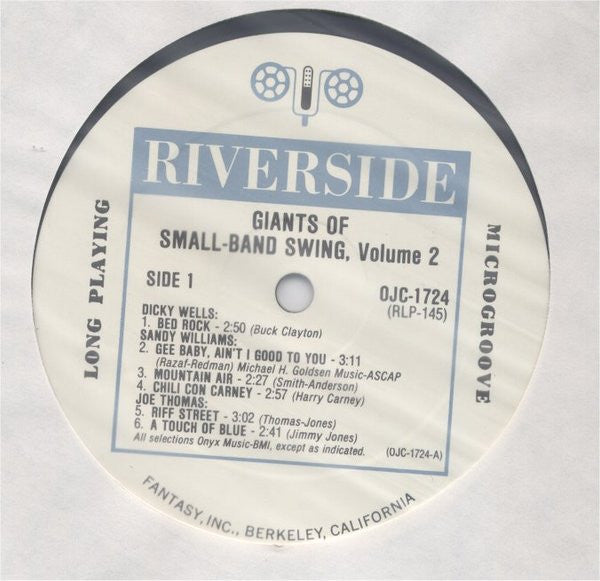 RIVERSIDE
GIANTS OF
SMALL-BAND SWING, Volume 2
SIDE 1
OJC-1724
(RLP-145)
DICKY WELLS:
1. BED ROCK - 2:50 (Buck Clayton)
SANDY WILLIAMS:
2. GEE BABY, AIN'T I GOOD TO YOU - 3:11
(Razaf-Redman) Michael H. Goldsen Music-ASCAP
3. MOUNTAIN AIR - 2:27 (Smith-Anderson)
4. CHILI CON CARNEY - 2:57 (Harry Carney)
JOE THOMAS:
5. RIFF STREET - 3:02 (Thomas-Jones)
6. A TOUCH OF BLUE - 2:41 (Jimmy Jones)
All selections Onyx Music-BMI, except as indicated.
(OJC-1724-A)
LONG PLAYING
MICROGROOVE
FANTASY, INC., BERKELEY, CALIFORNIA